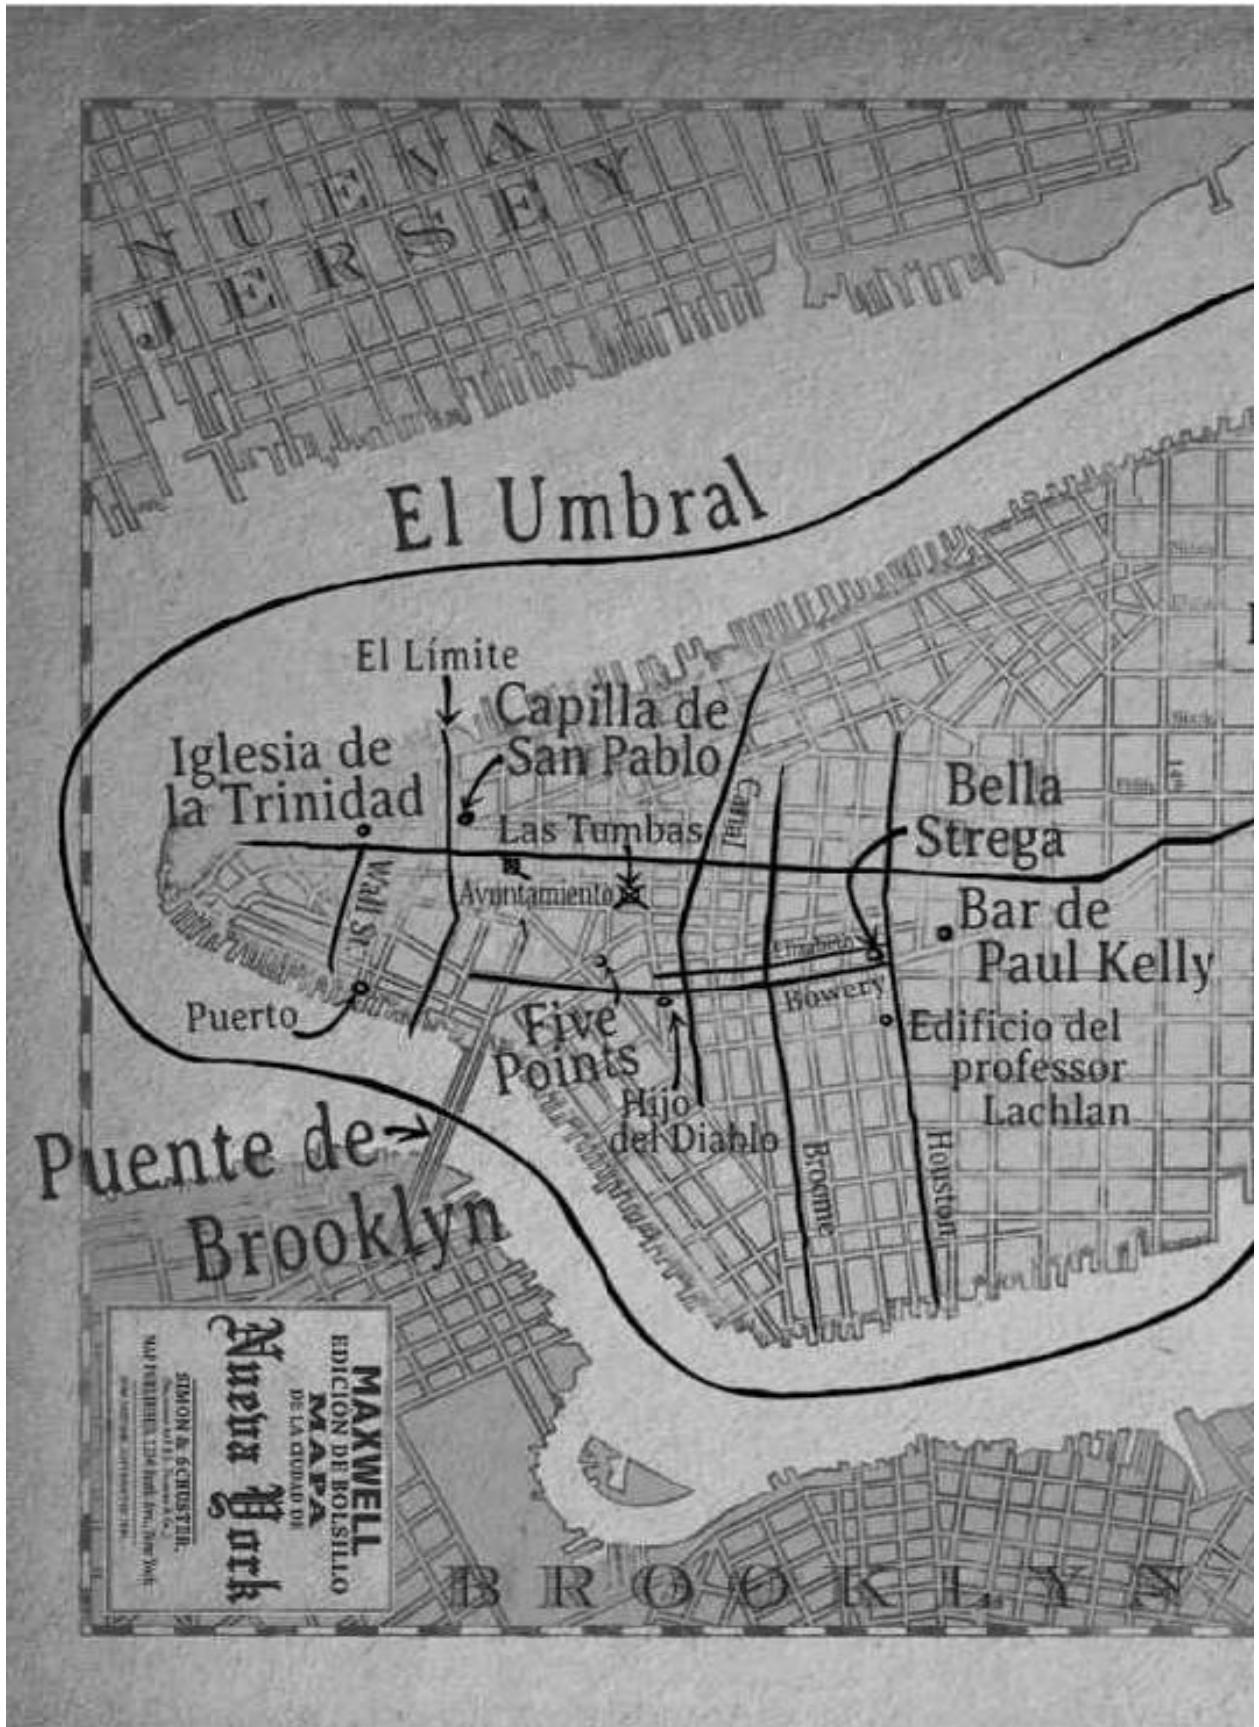 NUEVA
JERSEY
El Umbral
El Límite
Capilla de
San Pablo
Iglesia de
la Trinidad
Las Tumbas
Canal
Bella
Strega
Ayuntamiento
Wall St.
Elizabeth
Bar de
Paul Kelly
Bowery
Puerto
Five
Points
Edificio del
professor
Lachlan
Hijo
del Diablo
Puente de
Brooklyn
Broome
Houston
MAXWELL
EDICIÓN DE BOLSILLO
MAPA
DE LA CIUDAD DE
Nueva York
SIMON & SCHUSTER,
BROOKLYN